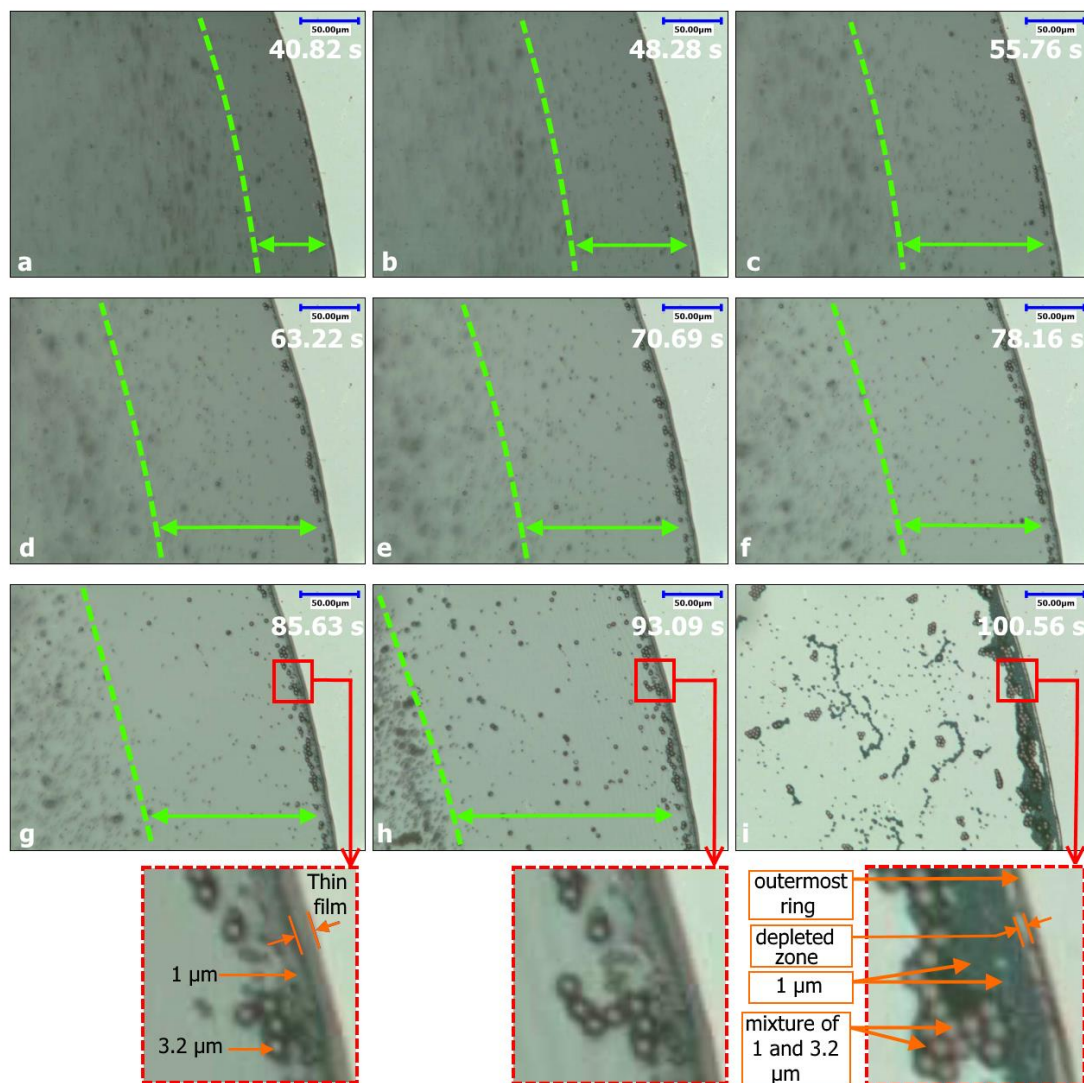 50.00μm
40.82 s
a
50.00μm
48.28 s
b
50.00μm
55.76 s
c
50.00μm
63.22 s
d
50.00μm
70.69 s
e
50.00μm
78.16 s
f
50.00μm
85.63 s
g
50.00μm
93.09 s
h
50.00μm
100.56 s
i
Thin
film
1 μm
3.2 μm
outermost
ring
depleted
zone
1 μm
mixture of
1 and 3.2
μm